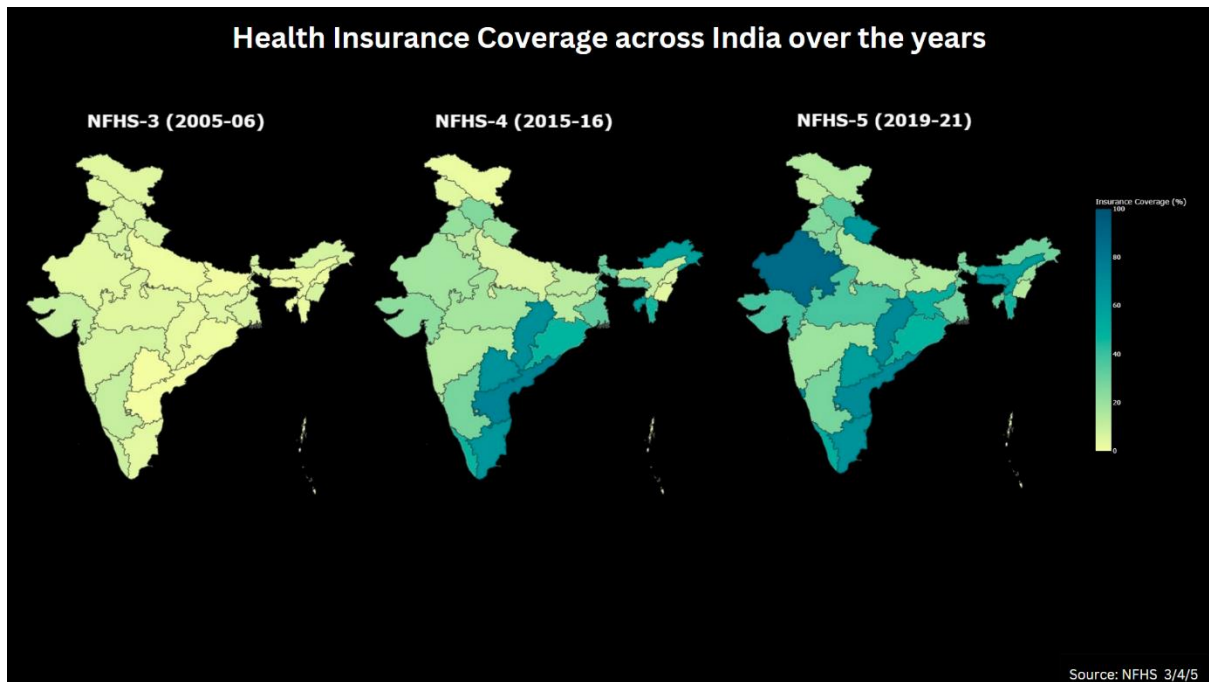 Health Insurance Coverage across India over the years
NFHS-3 (2005-06)
NFHS-4 (2015-16)
NFHS-5 (2019-21)
Insurance Coverage (%)
100
80
60
40
20
0
Source: NFHS 3/4/5